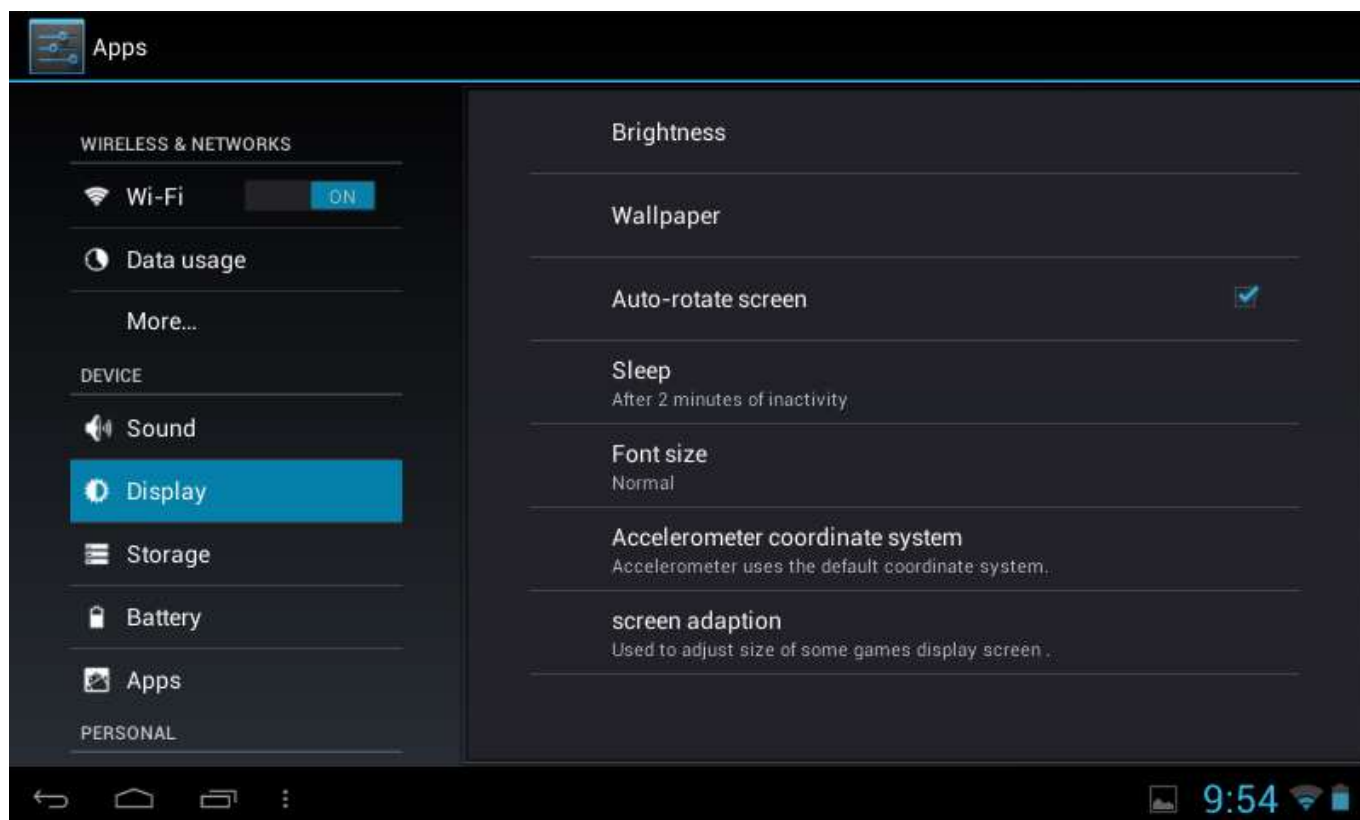 Apps
WIRELESS & NETWORKS
Wi-Fi ON
Data usage
More...
DEVICE
Sound
Display
Storage
Battery
Apps
PERSONAL
Brightness
Wallpaper
Auto-rotate screen
Sleep
After 2 minutes of inactivity
Font size
Normal
Accelerometer coordinate system
Accelerometer uses the default coordinate system.
screen adaption
Used to adjust size of some games display screen .
9:54